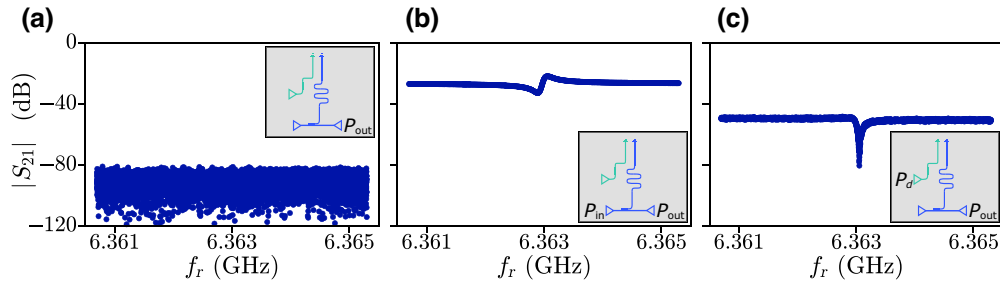 (a) (b) (c)
|S21| (dB)
0
−40
−80
−120
Pout
Pin Pout
Pd Pout
6.361 6.363 6.365 6.361 6.363 6.365 6.361 6.363 6.365
fr (GHz) fr (GHz) fr (GHz)